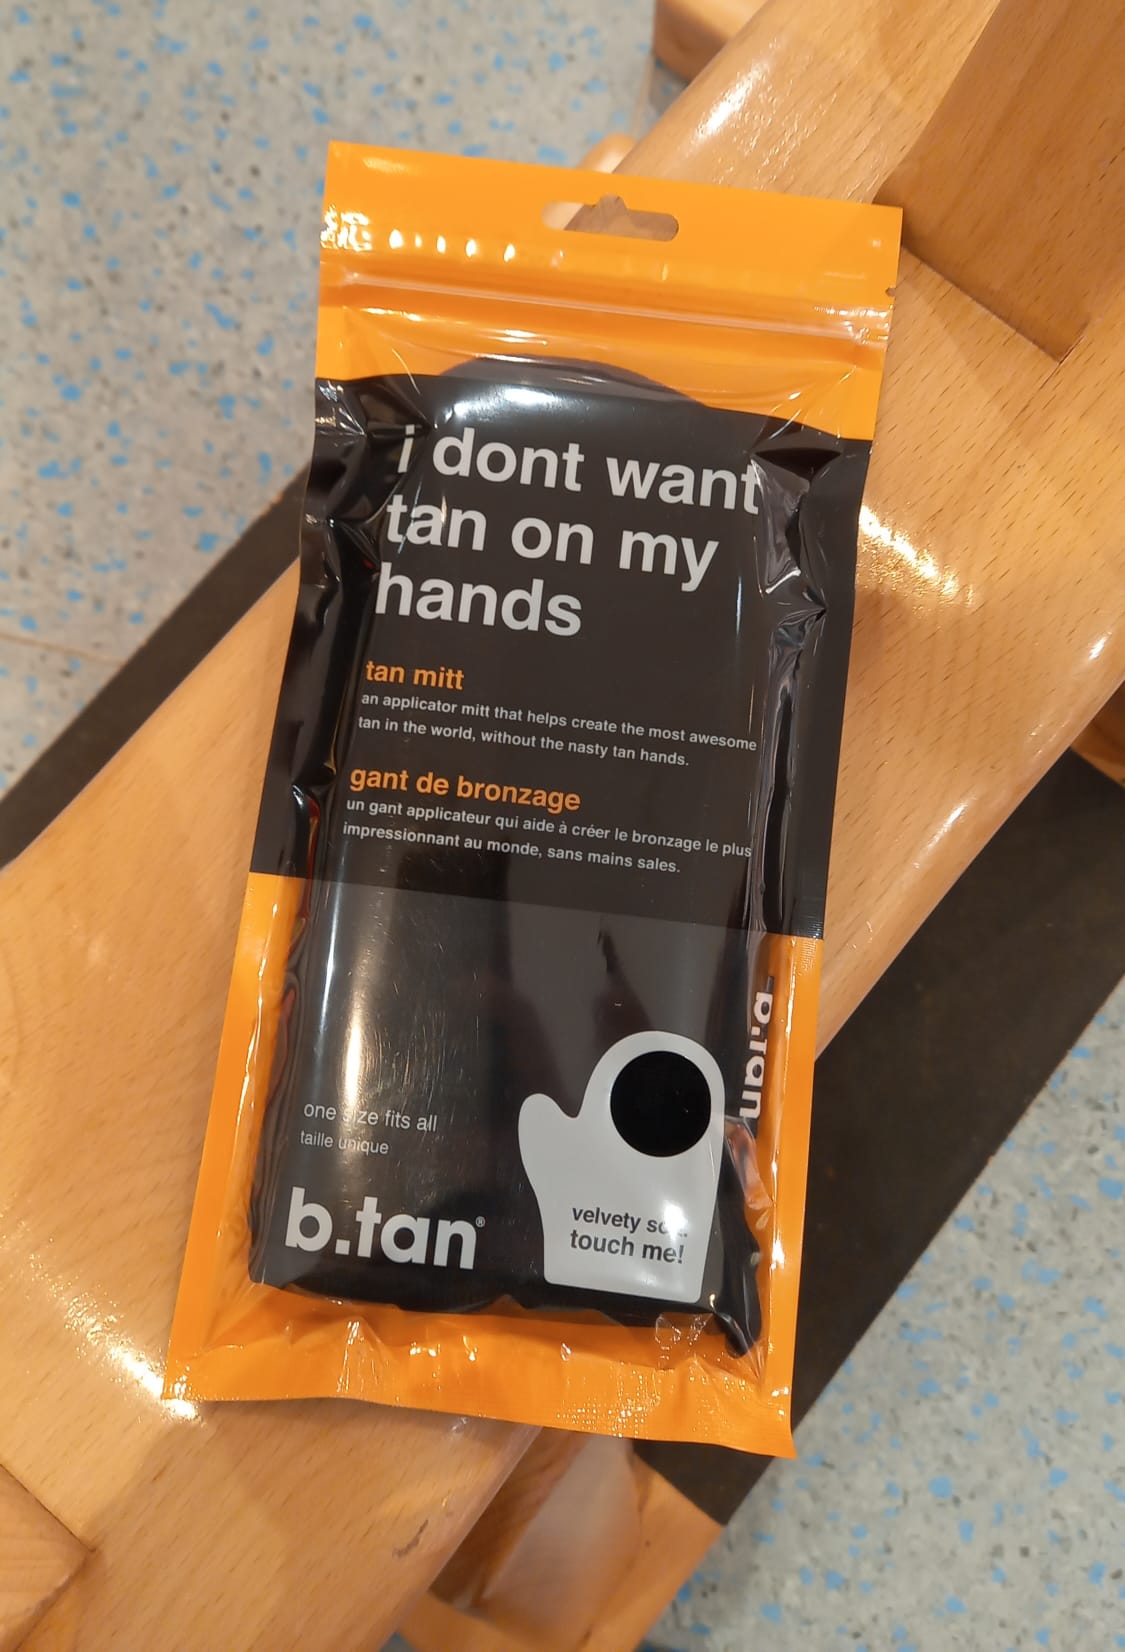 i dont want
tan on my
hands
tan mitt
an applicator mitt that helps create the most awesome
tan in the world, without the nasty tan hands.
gant de bronzage
un gant applicateur qui aide à créer le bronzage le plus
impressionnant au monde, sans mains sales.
one size fits all
taille unique
b.tan®
velvety
touch me!
b.tan